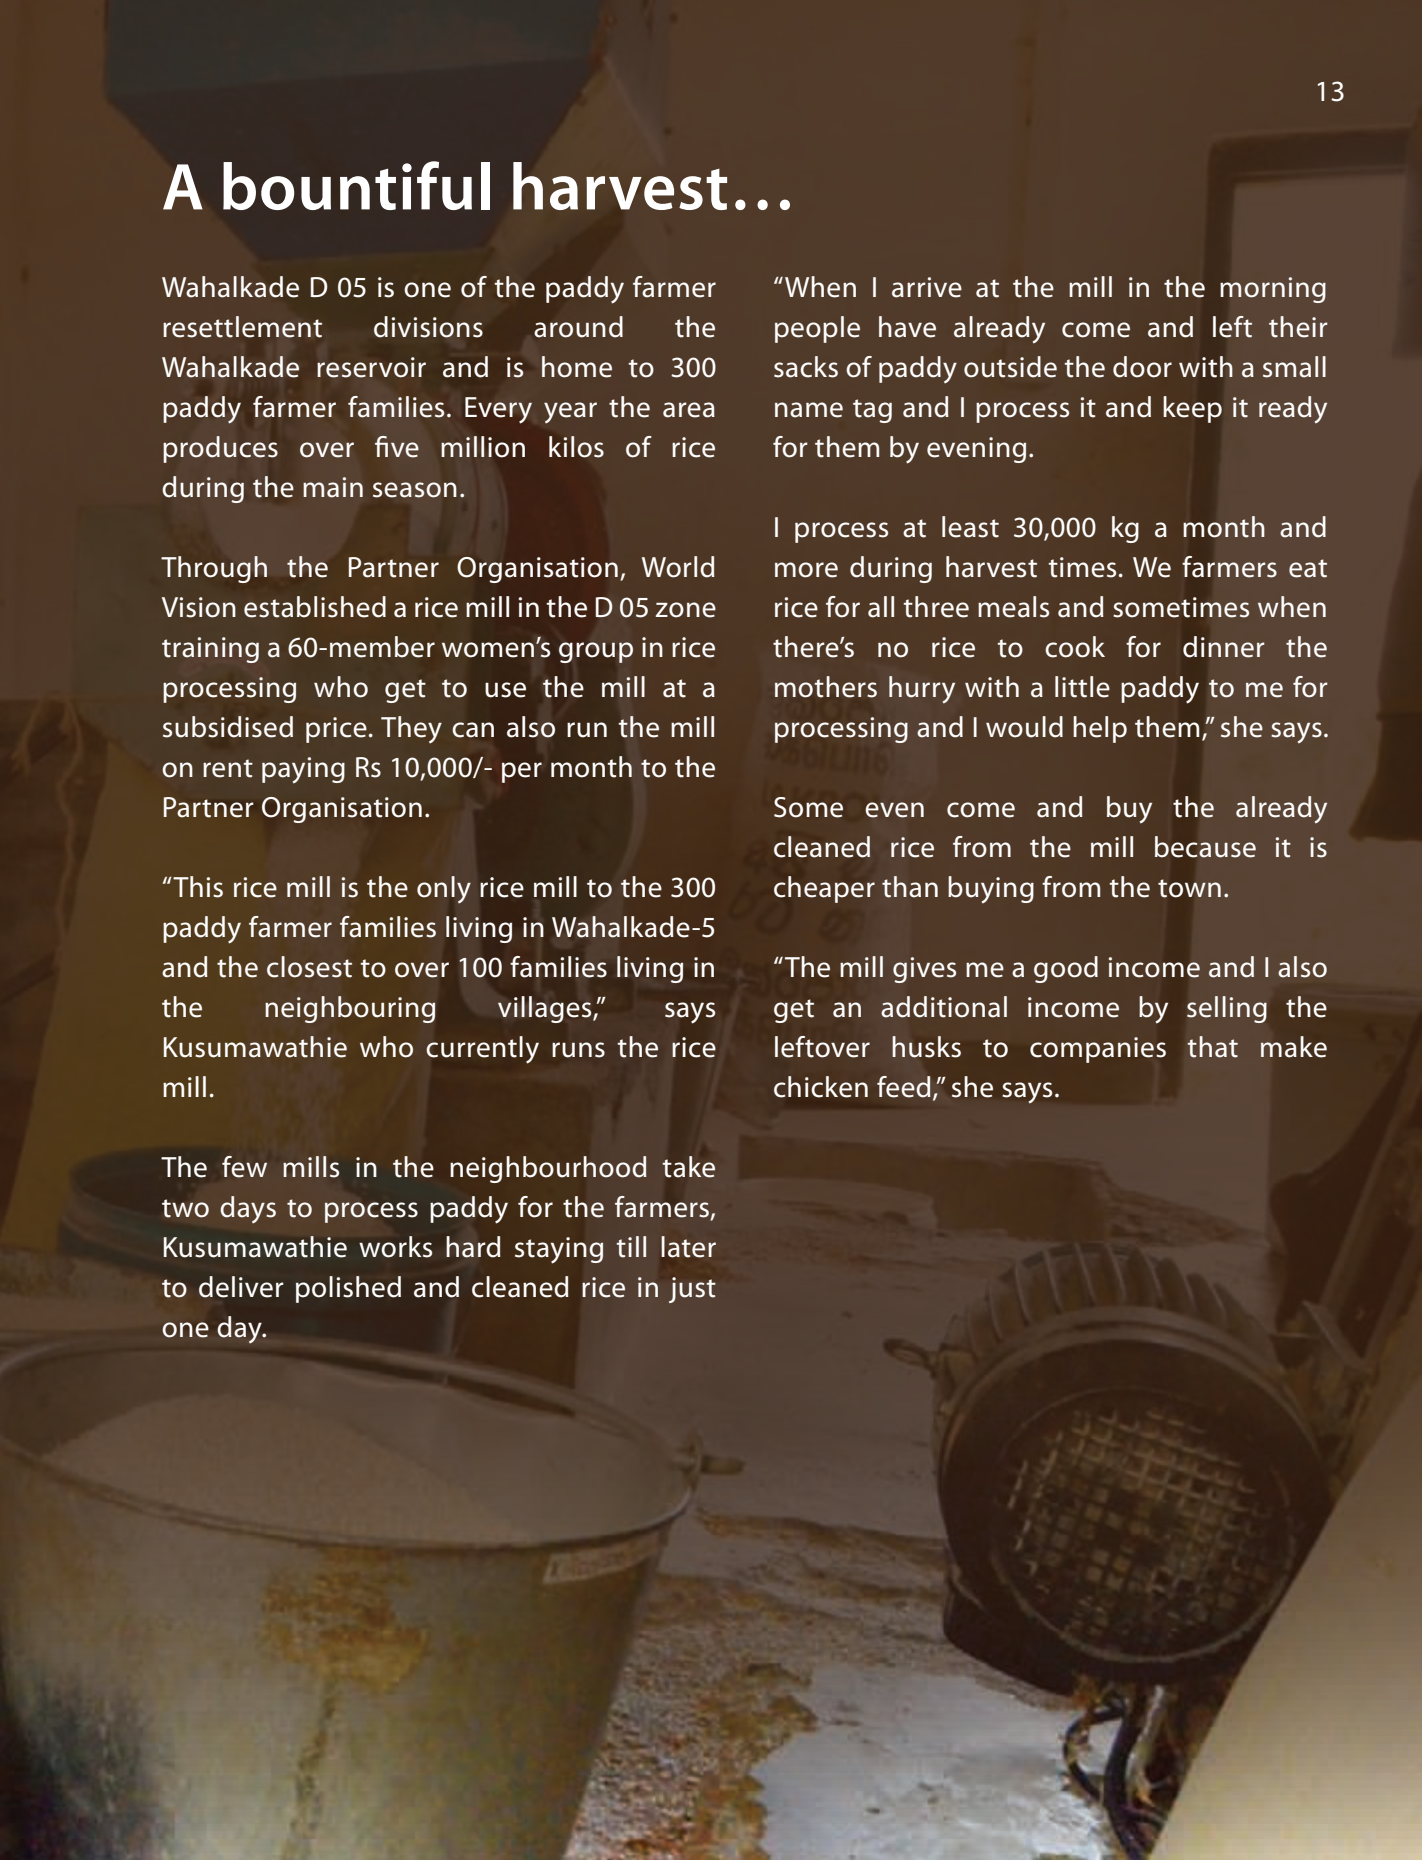 13
A bountiful harvest…
Wahalkade D 05 is one of the paddy farmer
resettlement divisions around the
Wahalkade reservoir and is home to 300
paddy farmer families. Every year the area
produces over five million kilos of rice
during the main season.
Through the Partner Organisation, World
Vision established a rice mill in the D 05 zone
training a 60-member women’s group in rice
processing who get to use the mill at a
subsidised price. They can also run the mill
on rent paying Rs 10,000/- per month to the
Partner Organisation.
“This rice mill is the only rice mill to the 300
paddy farmer families living in Wahalkade-5
and the closest to over 100 families living in
the neighbouring villages,” says
Kusumawathie who currently runs the rice
mill.
The few mills in the neighbourhood take
two days to process paddy for the farmers,
Kusumawathie works hard staying till later
to deliver polished and cleaned rice in just
one day.
“When I arrive at the mill in the morning
people have already come and left their
sacks of paddy outside the door with a small
name tag and I process it and keep it ready
for them by evening.
I process at least 30,000 kg a month and
more during harvest times. We farmers eat
rice for all three meals and sometimes when
there’s no rice to cook for dinner the
mothers hurry with a little paddy to me for
processing and I would help them,” she says.
Some even come and buy the already
cleaned rice from the mill because it is
cheaper than buying from the town.
“The mill gives me a good income and I also
get an additional income by selling the
leftover husks to companies that make
chicken feed,” she says.